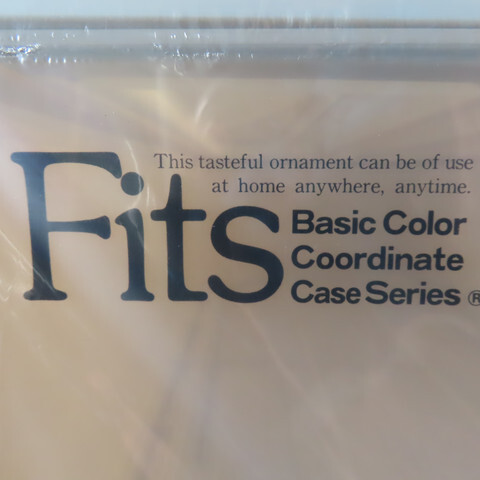 This tasteful ornament can be of use
at home anywhere, anytime.
Fits
Basic Color
Coordinate
Case Series ®